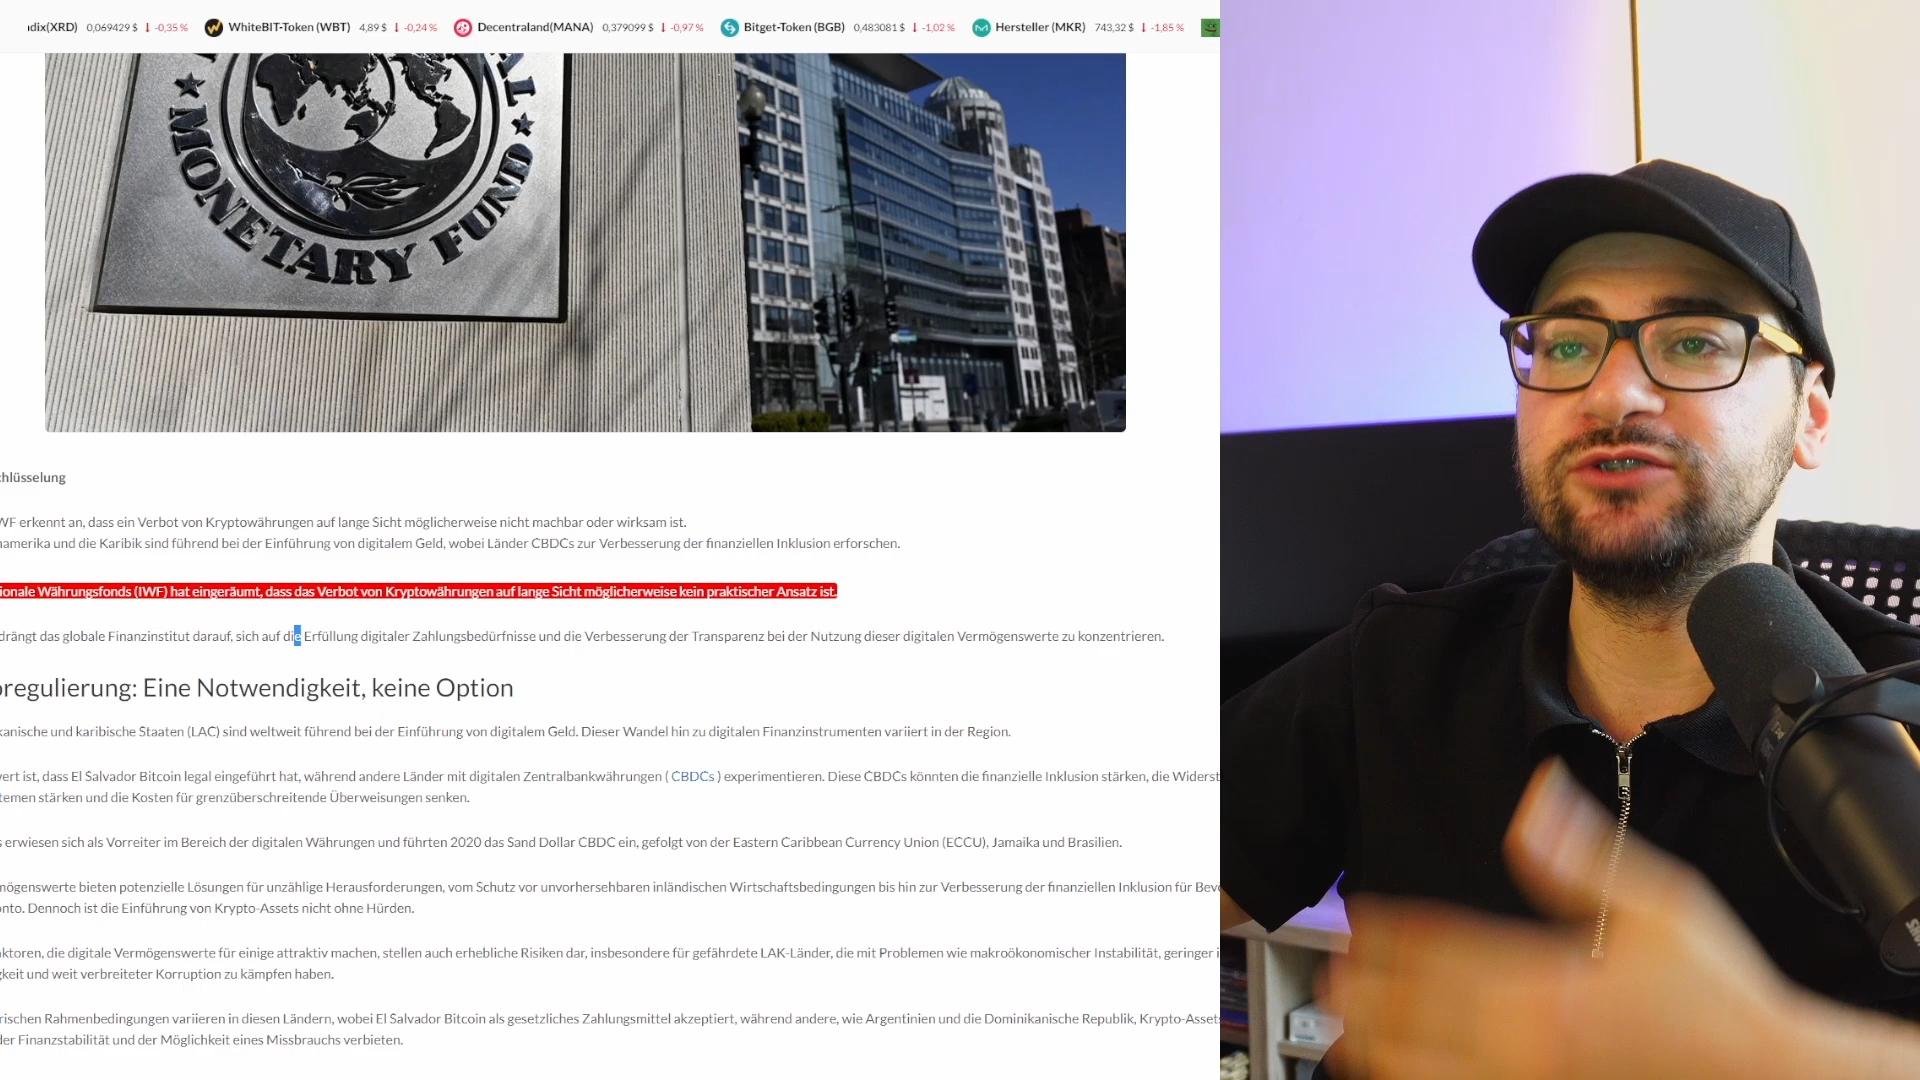 dix(XRD) 0,069429 $ -0,35 % WhiteBIT-Token (WBT) 4,89 $ -0,24 % Decentraland(MANA) 0,379099 $ -0,97 % Bitget-Token (BGB) 0,483081 $ -1,02 % Hersteller (MKR) 743,32 $ -1,85 %
MONETARY FUND
chlüsselung
WF erkennt an, dass ein Verbot von Kryptowährungen auf lange Sicht möglicherweise nicht machbar oder wirksam ist.
namerika und die Karibik sind führend bei der Einführung von digitalem Geld, wobei Länder CBDCs zur Verbesserung der finanziellen Inklusion erforschen.
ionale Währungsfonds (IWF) hat eingeräumt, dass das Verbot von Kryptowährungen auf lange Sicht möglicherweise kein praktischer Ansatz ist.
drängt das globale Finanzinstitut darauf, sich auf die Erfüllung digitaler Zahlungsbedürfnisse und die Verbesserung der Transparenz bei der Nutzung dieser digitalen Vermögenswerte zu konzentrieren.
oregulierung: Eine Notwendigkeit, keine Option
kanische und karibische Staaten (LAC) sind weltweit führend bei der Einführung von digitalem Geld. Dieser Wandel hin zu digitalen Finanzinstrumenten variiert in der Region.
wert ist, dass El Salvador Bitcoin legal eingeführt hat, während andere Länder mit digitalen Zentralbankwährungen ( CBDCs ) experimentieren. Diese CBDCs könnten die finanzielle Inklusion stärken, die Widerst
temen stärken und die Kosten für grenzüberschreitende Überweisungen senken.
s erwiesen sich als Vorreiter im Bereich der digitalen Währungen und führten 2020 das Sand Dollar CBDC ein, gefolgt von der Eastern Caribbean Currency Union (ECCU), Jamaika und Brasilien.
mögenswerte bieten potenzielle Lösungen für unzählige Herausforderungen, vom Schutz vor unvorhersehbaren inländischen Wirtschaftsbedingungen bis hin zur Verbesserung der finanziellen Inklusion für Bevö
onto. Dennoch ist die Einführung von Krypto-Assets nicht ohne Hürden.
aktoren, die digitale Vermögenswerte für einige attraktiv machen, stellen auch erhebliche Risiken dar, insbesondere für gefährdete LAK-Länder, die mit Problemen wie makroökonomischer Instabilität, geringer i
gkeit und weit verbreiteter Korruption zu kämpfen haben.
rischen Rahmenbedingungen variieren in diesen Ländern, wobei El Salvador Bitcoin als gesetzliches Zahlungsmittel akzeptiert, während andere, wie Argentinien und die Dominikanische Republik, Krypto-Assets
der Finanzstabilität und der Möglichkeit eines Missbrauchs verbieten.